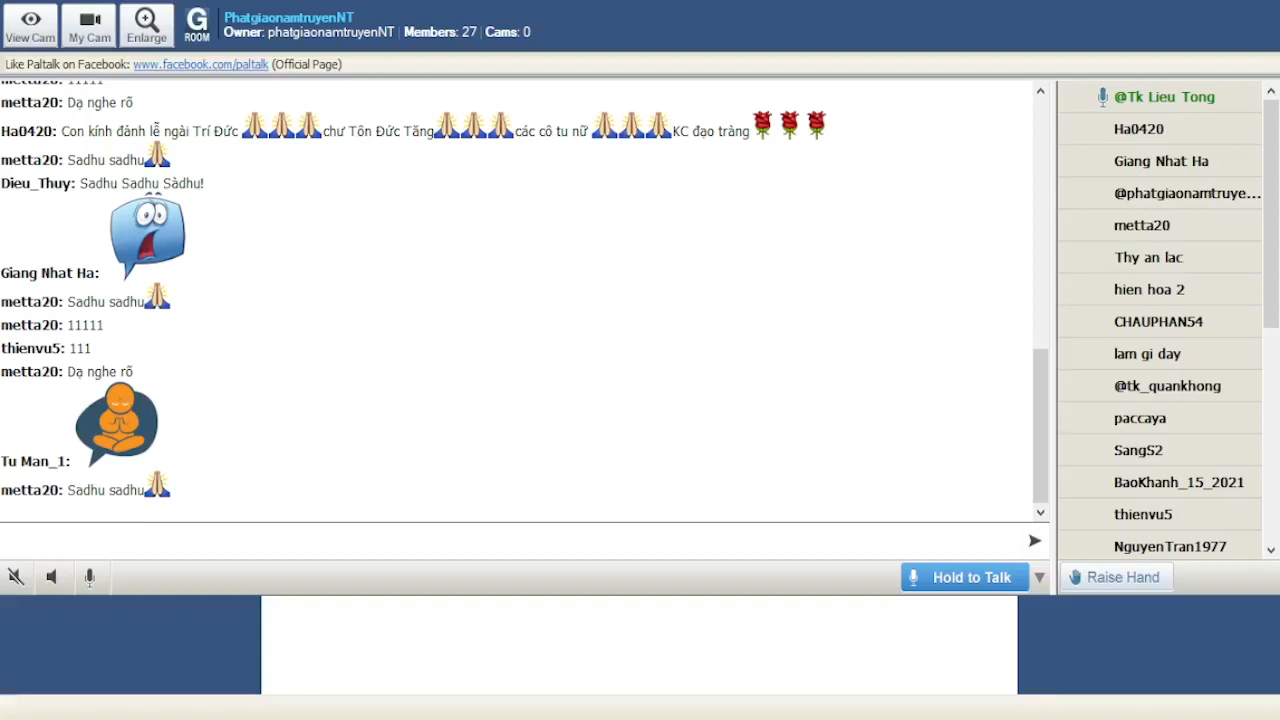 View Cam
My Cam
Enlarge
G
ROOM
PhatgiaonamtruyenNT
Owner: phatgiaonamtruyenNT | Members: 27 | Cams: 0
Like Paltalk on Facebook: www.facebook.com/paltalk (Official Page)
metta20: 11111
metta20: Dạ nghe rõ
Ha0420: Con kính đảnh lễ ngài Trí Đức 🙏🙏🙏chư Tôn Đức Tăng🙏🙏🙏các cô tu nữ 🙏🙏🙏KC đạo tràng 🌹🌹🌹
metta20: Sadhu sadhu🙏
Dieu_Thuy: Sadhu Sadhu Sàdhu!
Giang Nhat Ha:
metta20: Sadhu sadhu🙏
metta20: 11111
thienvu5: 111
metta20: Dạ nghe rõ
Tu Man_1:
metta20: Sadhu sadhu🙏
Hold to Talk
@Tk Lieu Tong
Ha0420
Giang Nhat Ha
@phatgiaonamtruye...
metta20
Thy an lac
hien hoa 2
CHAUPHAN54
lam gi day
@tk_quankhong
paccaya
SangS2
BaoKhanh_15_2021
thienvu5
NguyenTran1977
Raise Hand